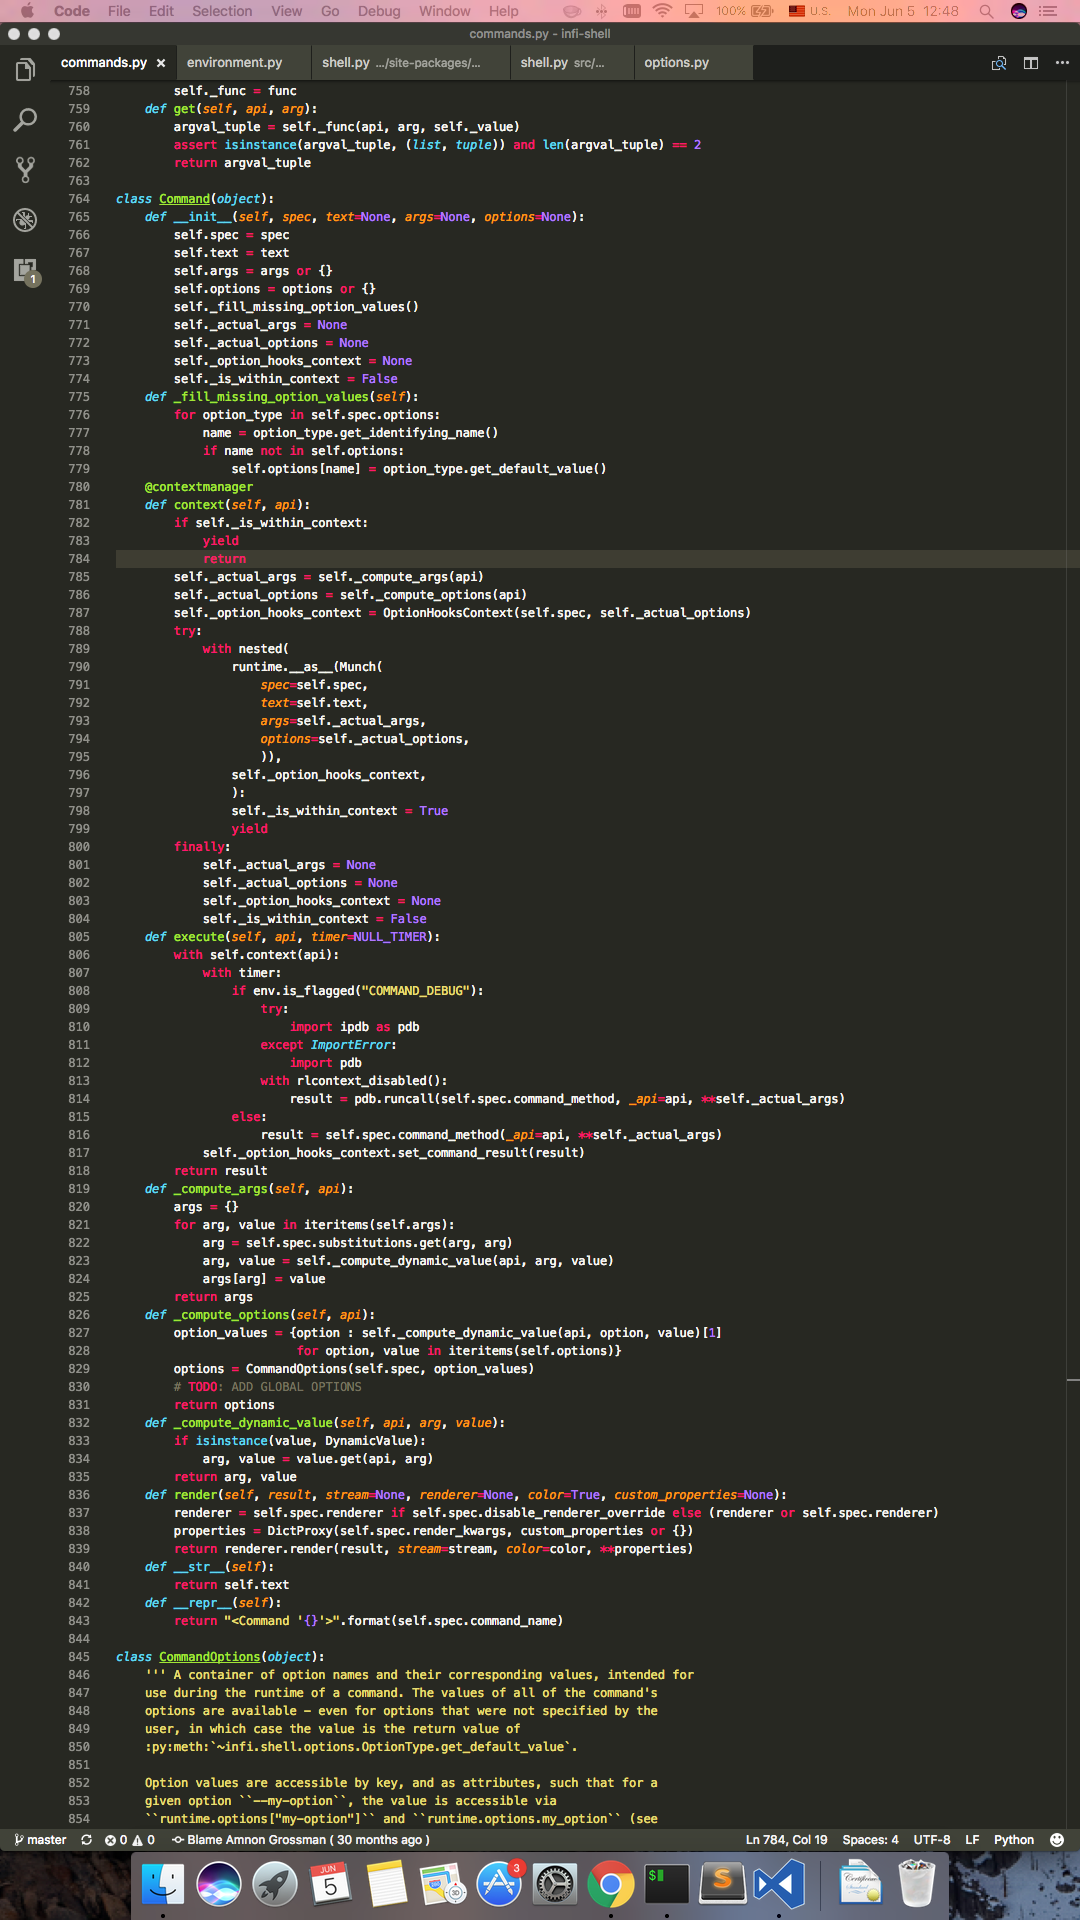 Code File Edit Selection View Go Debug Window Help 100% U.S. Mon Jun 5 12:48
commands.py - infi-shell
commands.py × environment.py shell.py .../site-packages/... shell.py src/... options.py
758 self._func = func
759 def get(self, api, arg):
760 argval_tuple = self._func(api, arg, self._value)
761 assert isinstance(argval_tuple, (list, tuple)) and len(argval_tuple) == 2
762 return argval_tuple
763
764 class Command(object):
765 def __init__(self, spec, text=None, args=None, options=None):
766 self.spec = spec
767 self.text = text
768 self.args = args or {}
769 self.options = options or {}
770 self._fill_missing_option_values()
771 self._actual_args = None
772 self._actual_options = None
773 self._option_hooks_context = None
774 self._is_within_context = False
775 def _fill_missing_option_values(self):
776 for option_type in self.spec.options:
777 name = option_type.get_identifying_name()
778 if name not in self.options:
779 self.options[name] = option_type.get_default_value()
780 @contextmanager
781 def context(self, api):
782 if self._is_within_context:
783 yield
784 return
785 self._actual_args = self._compute_args(api)
786 self._actual_options = self._compute_options(api)
787 self._option_hooks_context = OptionHooksContext(self.spec, self._actual_options)
788 try:
789 with nested(
790 runtime.__as__(Munch(
791 spec=self.spec,
792 text=self.text,
793 args=self._actual_args,
794 options=self._actual_options,
795 )),
796 self._option_hooks_context,
797 ):
798 self._is_within_context = True
799 yield
800 finally:
801 self._actual_args = None
802 self._actual_options = None
803 self._option_hooks_context = None
804 self._is_within_context = False
805 def execute(self, api, timer=NULL_TIMER):
806 with self.context(api):
807 with timer:
808 if env.is_flagged("COMMAND_DEBUG"):
809 try:
810 import ipdb as pdb
811 except ImportError:
812 import pdb
813 with rlcontext_disabled():
814 result = pdb.runcall(self.spec.command_method, _api=api, **self._actual_args)
815 else:
816 result = self.spec.command_method(_api=api, **self._actual_args)
817 self._option_hooks_context.set_command_result(result)
818 return result
819 def _compute_args(self, api):
820 args = {}
821 for arg, value in iteritems(self.args):
822 arg = self.spec.substitutions.get(arg, arg)
823 arg, value = self._compute_dynamic_value(api, arg, value)
824 args[arg] = value
825 return args
826 def _compute_options(self, api):
827 option_values = {option : self._compute_dynamic_value(api, option, value)[1]
828 for option, value in iteritems(self.options)}
829 options = CommandOptions(self.spec, option_values)
830 # TODO: ADD GLOBAL OPTIONS
831 return options
832 def _compute_dynamic_value(self, api, arg, value):
833 if isinstance(value, DynamicValue):
834 arg, value = value.get(api, arg)
835 return arg, value
836 def render(self, result, stream=None, renderer=None, color=True, custom_properties=None):
837 renderer = self.spec.renderer if self.spec.disable_renderer_override else (renderer or self.spec.renderer)
838 properties = DictProxy(self.spec.render_kwargs, custom_properties or {})
839 return renderer.render(result, stream=stream, color=color, **properties)
840 def __str__(self):
841 return self.text
842 def __repr__(self):
843 return "<Command '{}'>".format(self.spec.command_name)
844
845 class CommandOptions(object):
846 ''' A container of option names and their corresponding values, intended for
847 use during the runtime of a command. The values of all of the command's
848 options are available - even for options that were not specified by the
849 user, in which case the value is the return value of
850 :py:meth:`~infi.shell.options.OptionType.get_default_value`.
851
852 Option values are accessible by key, and as attributes, such that for a
853 given option ``--my-option``, the value is accessible via
854 ``runtime.options["my-option"]`` and ``runtime.options.my_option`` (see
1
master 0 0 Blame Amnon Grossman ( 30 months ago ) Ln 784, Col 19 Spaces: 4 UTF-8 LF Python
JUN
5
3
$
S